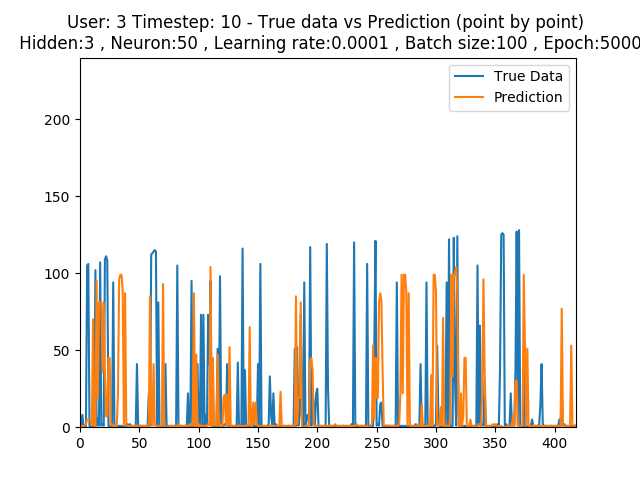 User: 3 Timestep: 10 - True data vs Prediction (point by point)
Hidden:3 , Neuron:50 , Learning rate:0.0001 , Batch size:100 , Epoch:5000
True Data
Prediction
200
150
100
50
0
0 50 100 150 200 250 300 350 400